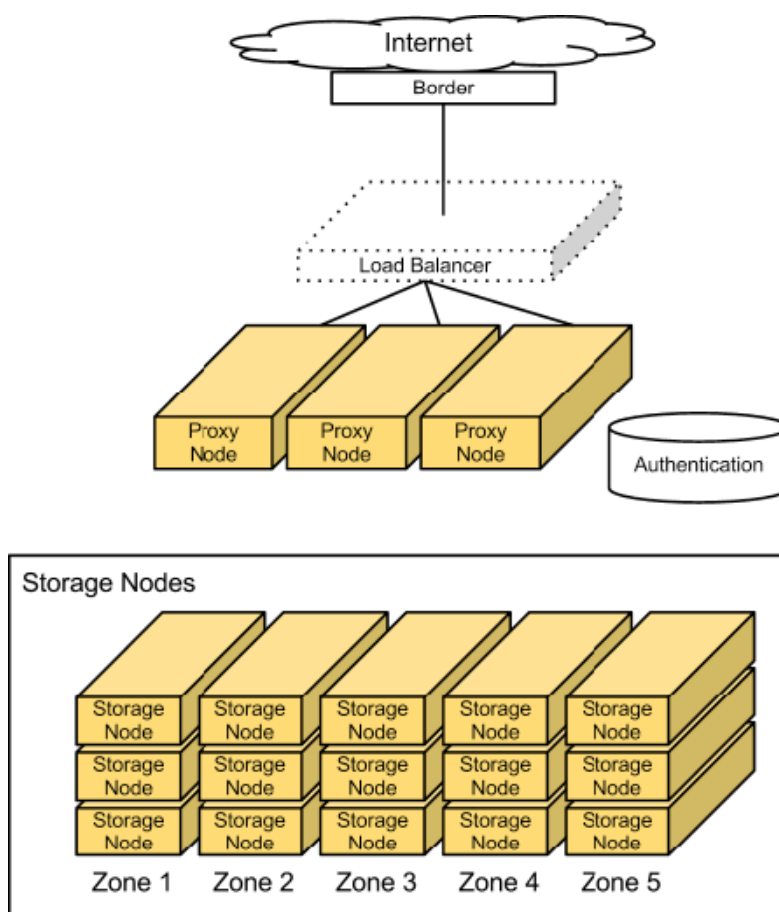 Internet
Border
Load Balancer
Proxy
Node
Proxy
Node
Proxy
Node
Authentication
Storage Nodes
Storage
Node
Storage
Node
Storage
Node
Storage
Node
Storage
Node
Storage
Node
Storage
Node
Storage
Node
Storage
Node
Storage
Node
Storage
Node
Storage
Node
Storage
Node
Storage
Node
Storage
Node
Zone 1
Zone 2
Zone 3
Zone 4
Zone 5